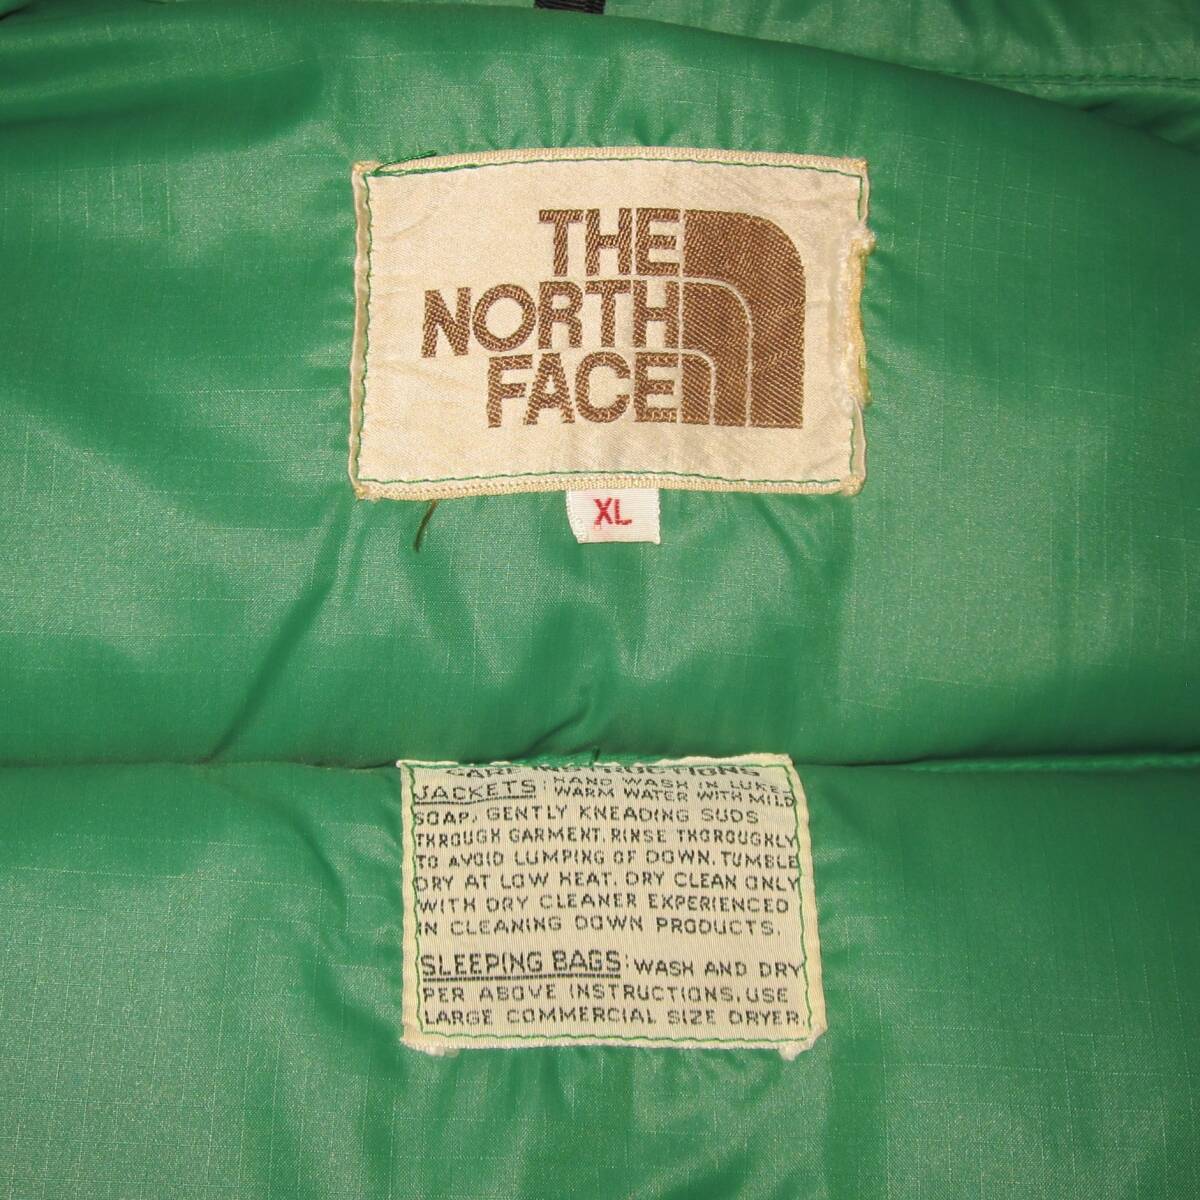 THE
NORTH
FACE
XL
CARE INSTRUCTIONS
JACKETS: HAND WASH IN LUKE-
WARM WATER WITH MILD
SOAP, GENTLY KNEADING SUDS
THROUGH GARMENT. RINSE THOROUGHLY
TO AVOID LUMPING OF DOWN. TUMBLE
DRY AT LOW HEAT. DRY CLEAN ONLY
WITH DRY CLEANER EXPERIENCED
IN CLEANING DOWN PRODUCTS.
SLEEPING BAGS: WASH AND DRY
PER ABOVE INSTRUCTIONS. USE
LARGE COMMERCIAL SIZE DRYER.